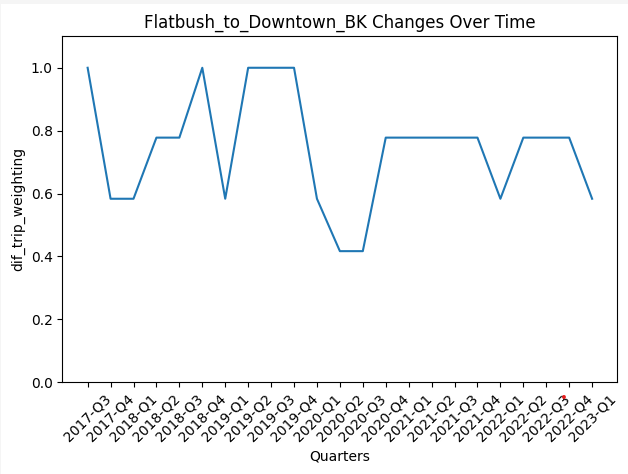 Flatbush_to_Downtown_BK Changes Over Time
1.0
0.8
0.6
0.4
0.2
0.0
dif_trip_weighting
2017-Q3
2017-Q4
2018-Q1
2018-Q2
2018-Q3
2018-Q4
2019-Q1
2019-Q2
2019-Q3
2019-Q4
2020-Q1
2020-Q2
2020-Q3
2020-Q4
2021-Q1
2021-Q2
2021-Q3
2021-Q4
2022-Q1
2022-Q2
2022-Q3
2022-Q4
2023-Q1
Quarters